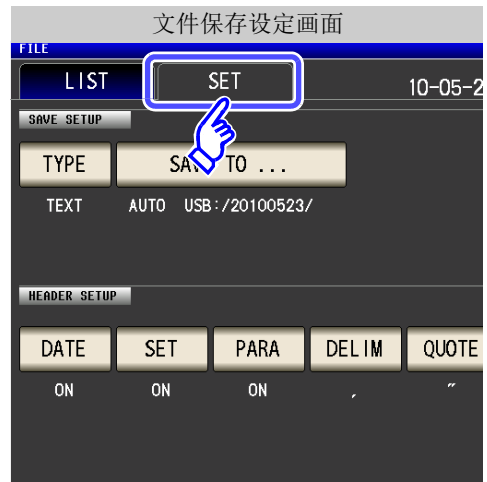 文件保存设定画面
FILE
LIST SET 10-05-2
SAVE SETUP
TYPE SAVE TO ...
TEXT AUTO USB:/20100523/
HEADER SETUP
DATE SET PARA DELIM QUOTE
ON ON ON , ”